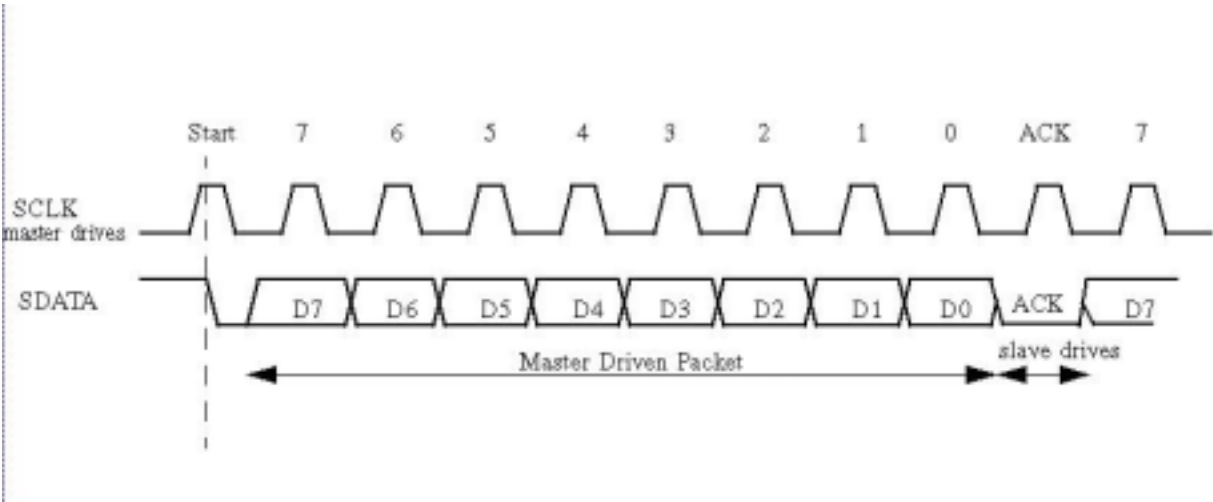 Start 7 6 5 4 3 2 1 0 ACK 7
SCLK
master drives
SDATA
D7 D6 D5 D4 D3 D2 D1 D0 ACK D7
Master Driven Packet
slave drives